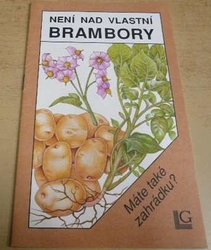 NENÍ NAD VLASTNÍ
BRAMBORY
Máte také
zahrádku?
LG